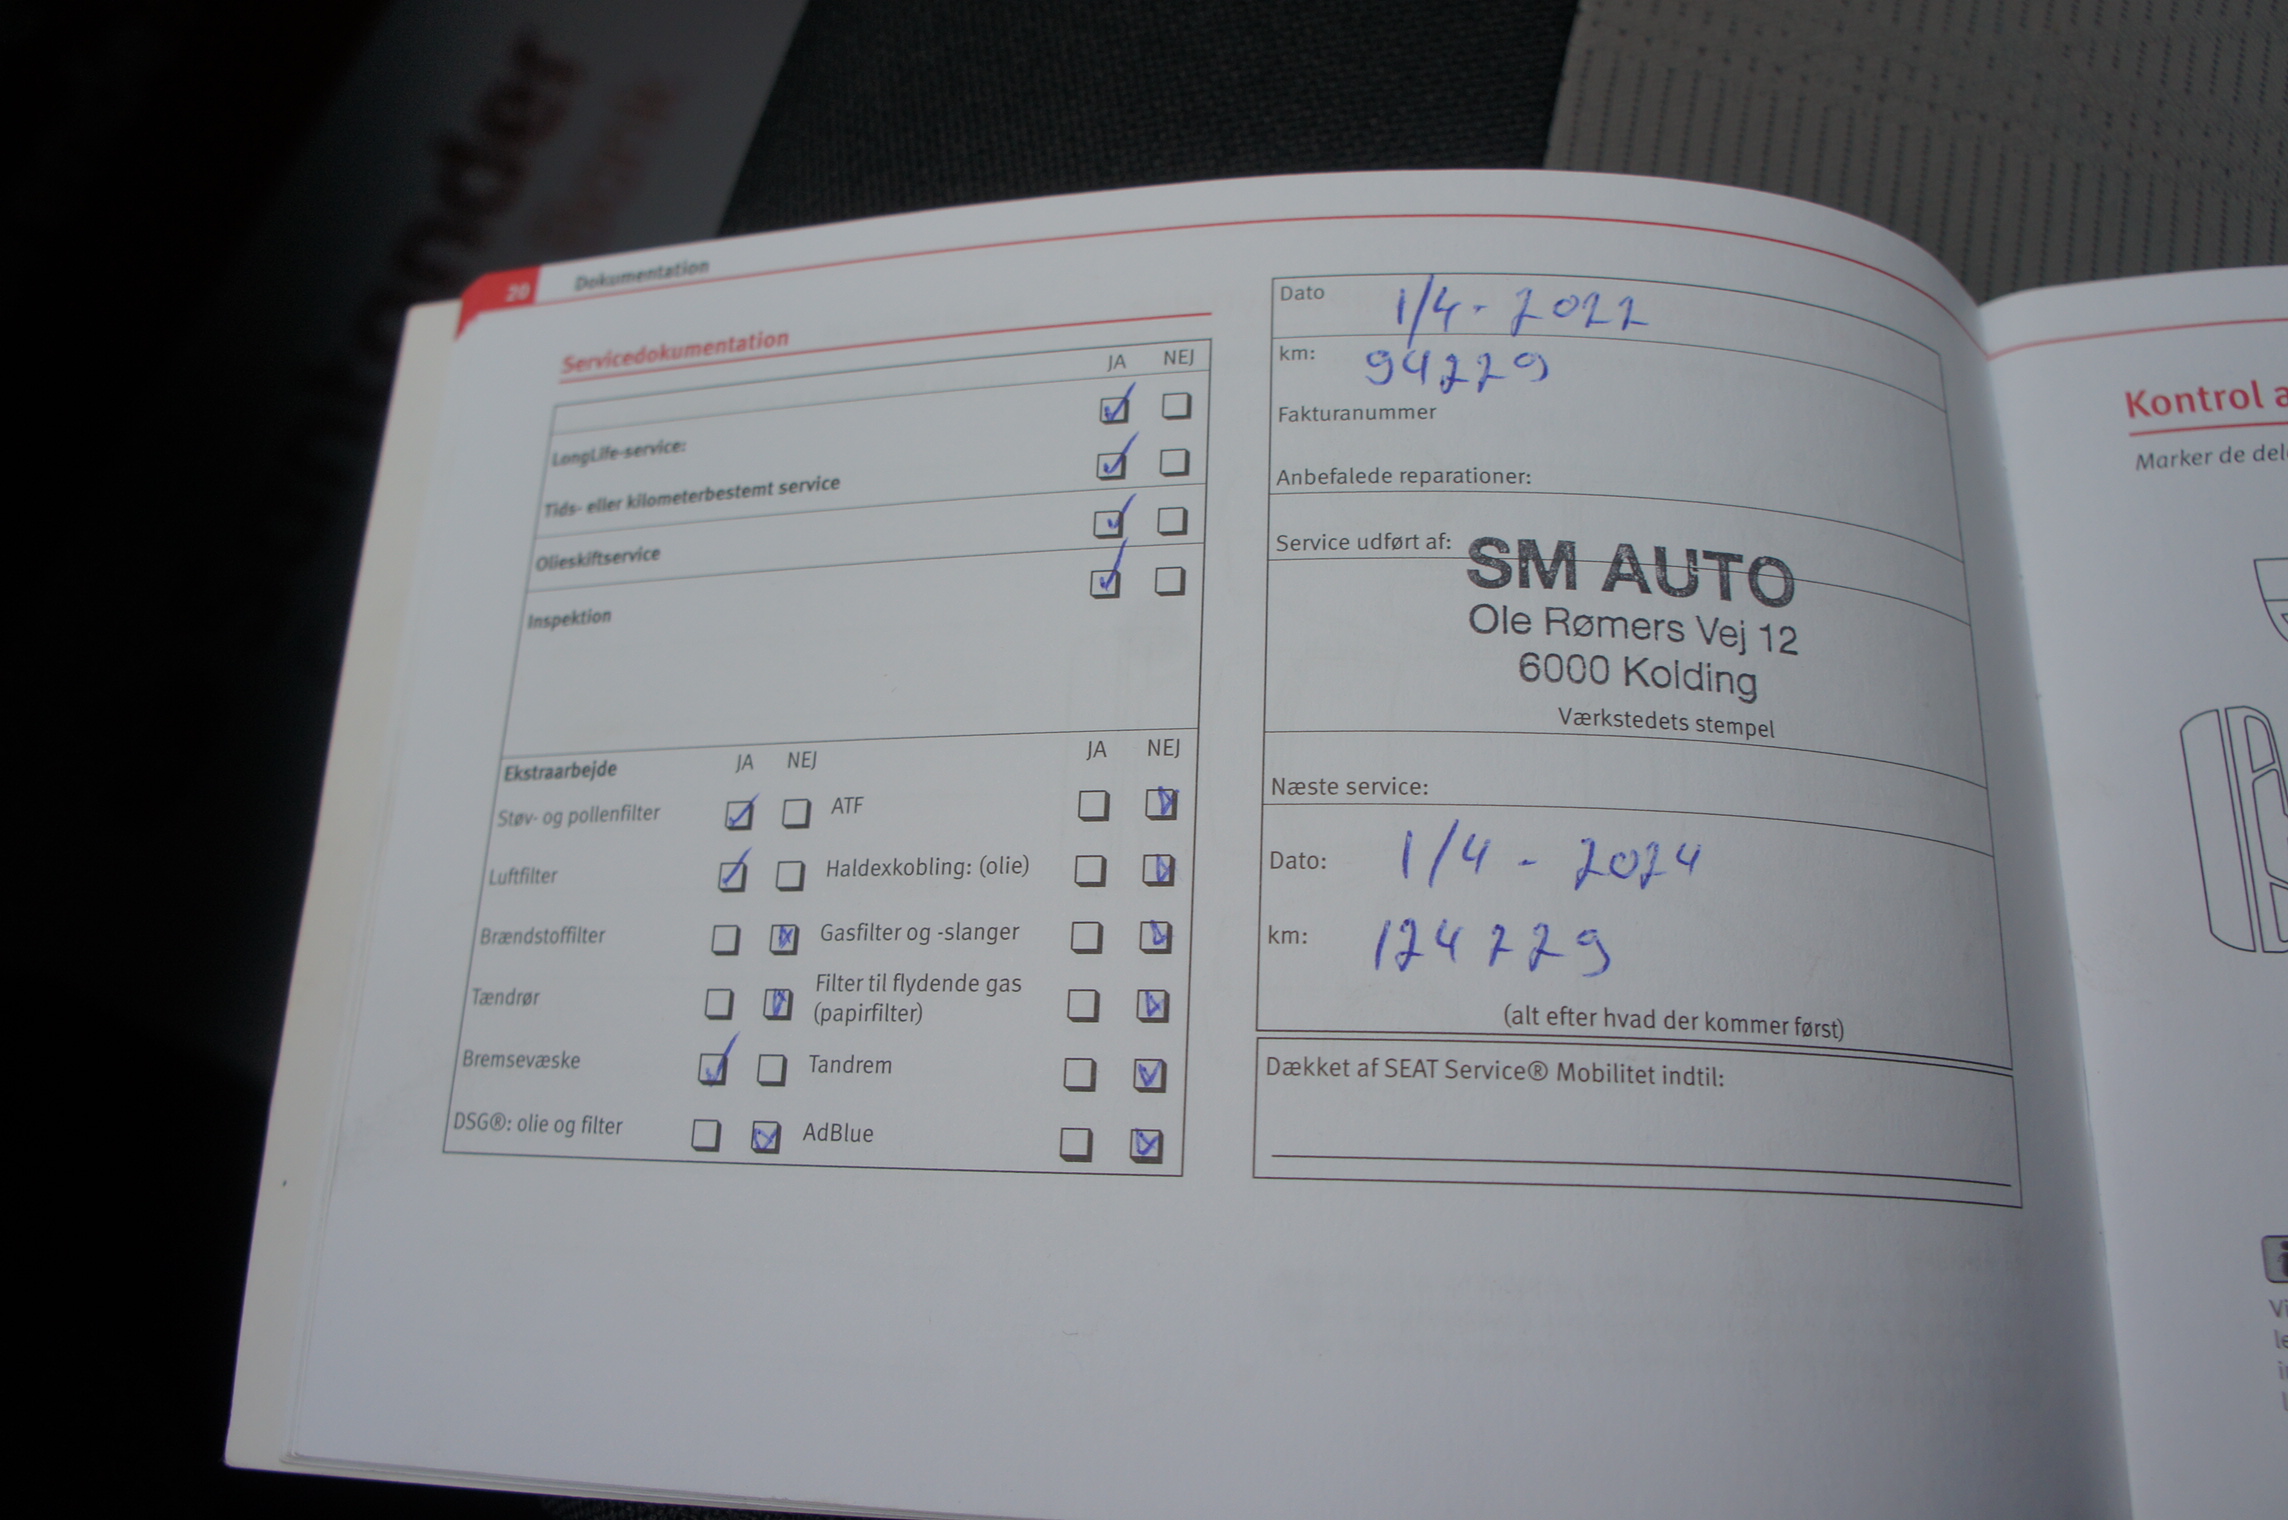 20 Dokumentation
Servicedokumentation
JA NEJ
LongLife-service:
Tids- eller kilometerbestemt service
Olieskiftservice
Inspektion
Ekstraarbejde JA NEJ JA NEJ
Støv- og pollenfilter ATF
Luftfilter Haldexkobling: (olie)
Brændstoffilter Gasfilter og -slanger
Tændrør Filter til flydende gas
(papirfilter)
Bremsevæske Tandrem
DSG®: olie og filter AdBlue
Dato 1/4 - 2022
km: 94229
Fakturanummer
Anbefalede reparationer:
Service udført af: SM AUTO
Ole Rømers Vej 12
6000 Kolding
Værkstedets stempel
Næste service:
Dato: 1/4 - 2024
km: 124229
(alt efter hvad der kommer først)
Dækket af SEAT Service® Mobilitet indtil:
Kontrol a
Marker de del